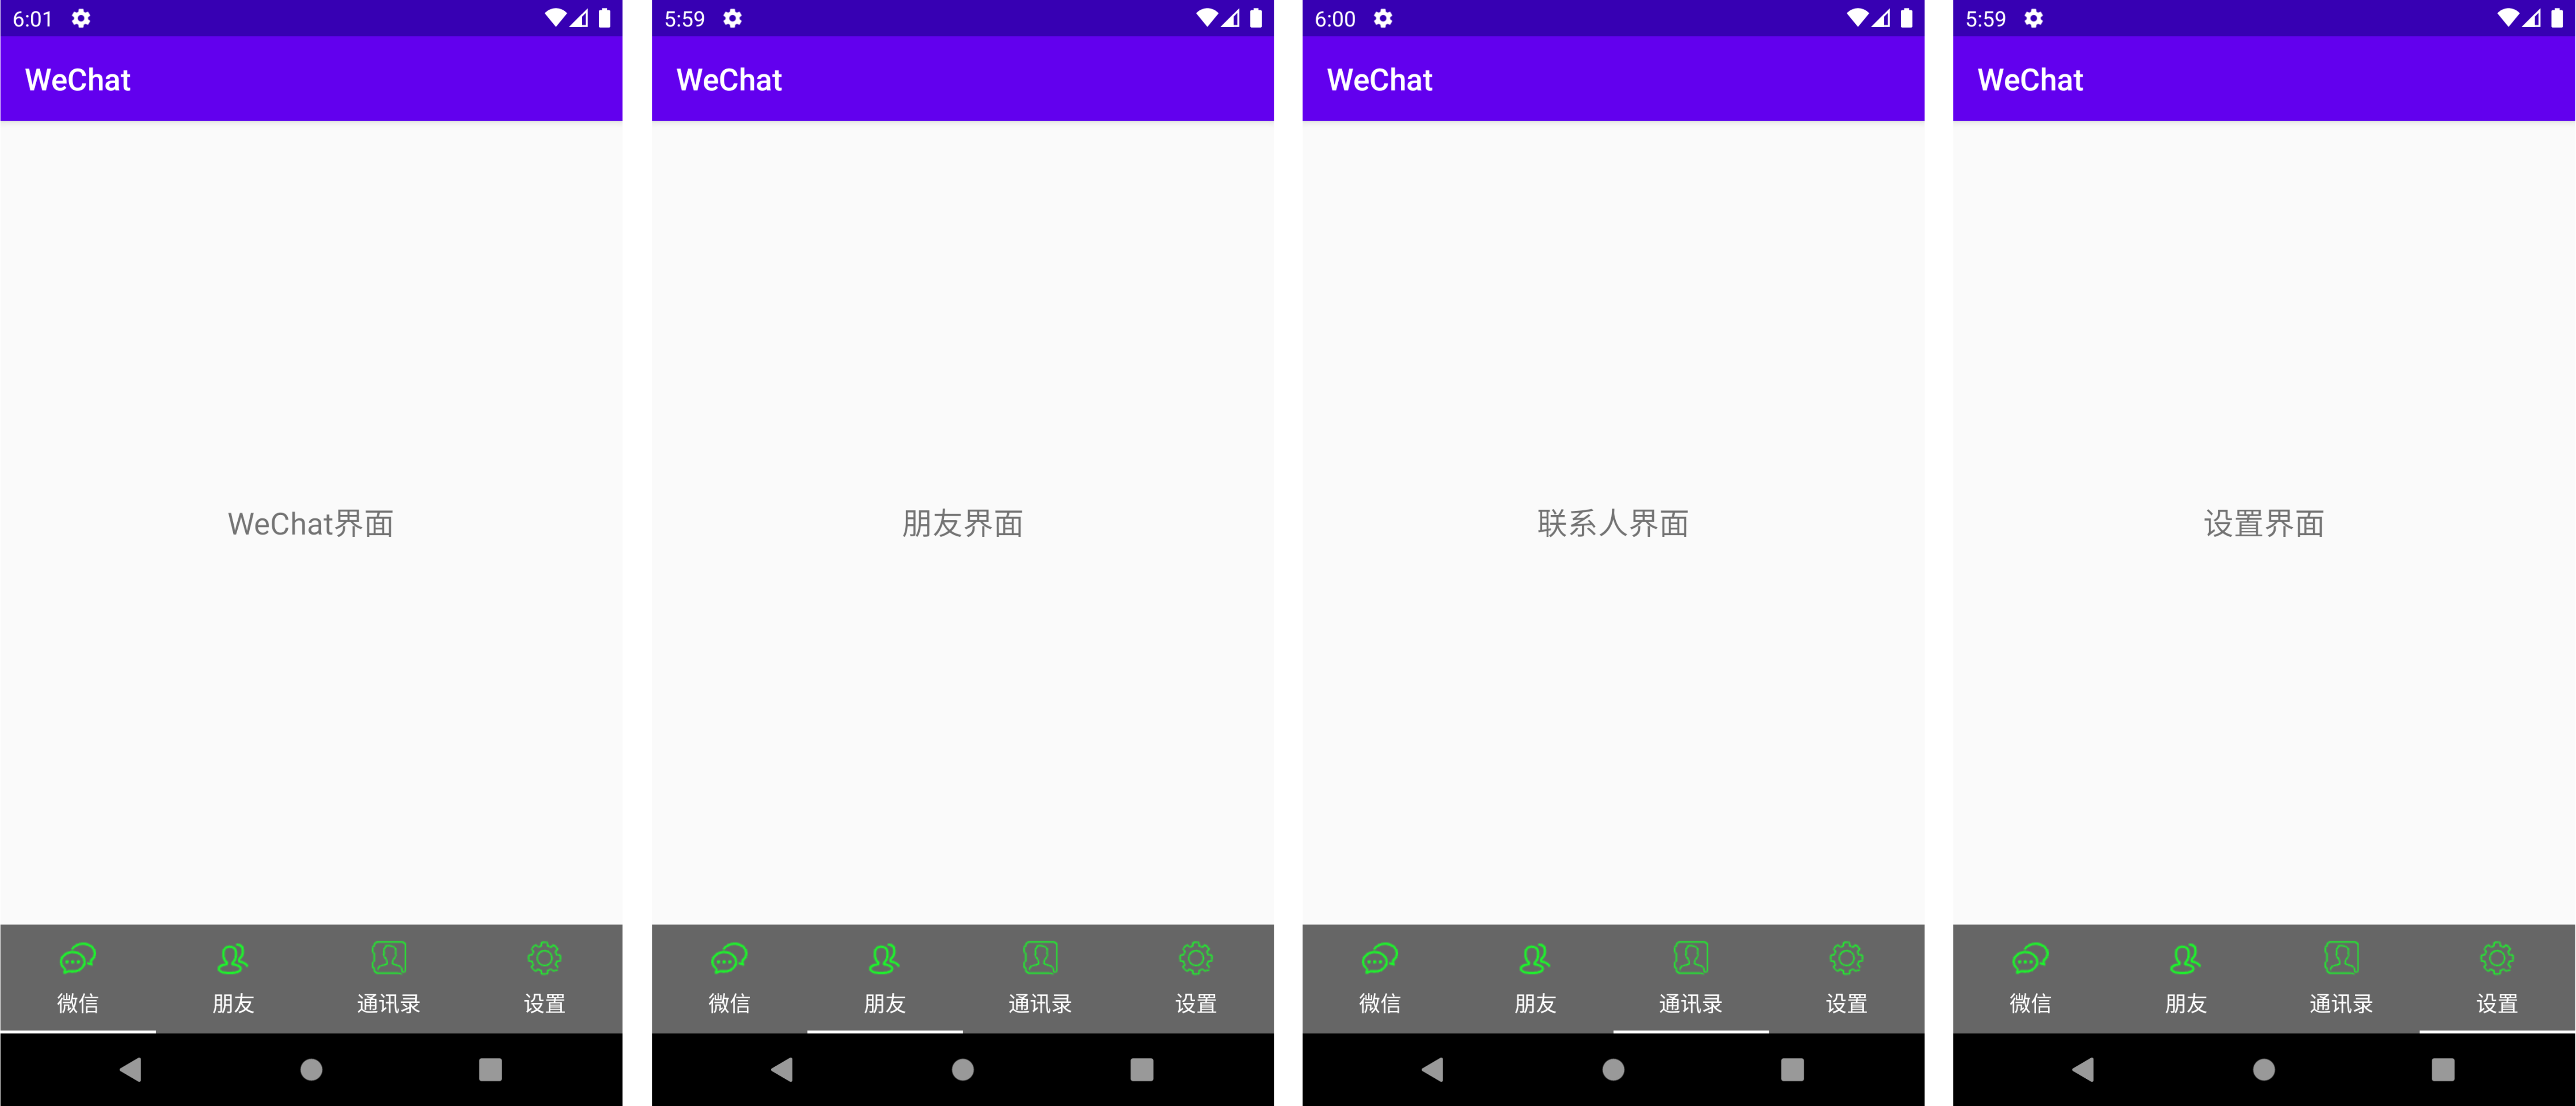 6:01
WeChat
WeChat界面
微信 朋友 通讯录 设置
5:59
WeChat
朋友界面
微信 朋友 通讯录 设置
6:00
WeChat
联系人界面
微信 朋友 通讯录 设置
5:59
WeChat
设置界面
微信 朋友 通讯录 设置